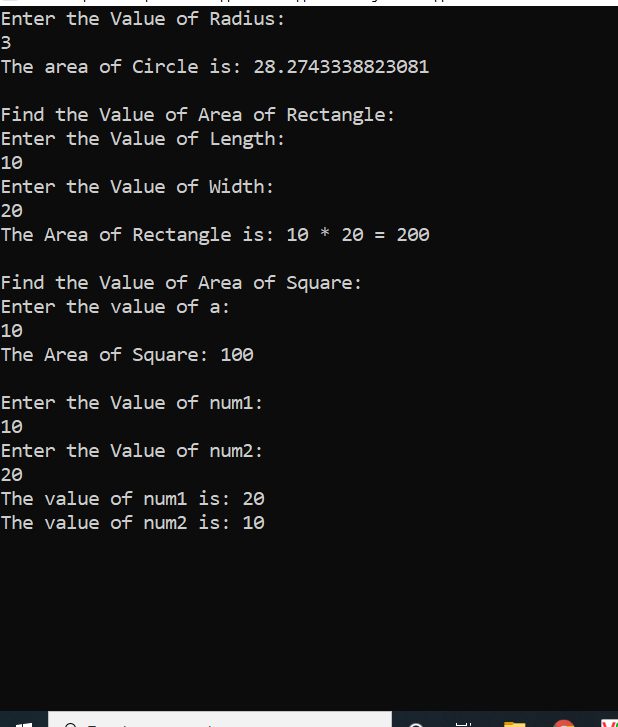 Enter the Value of Radius:
3
The area of Circle is: 28.2743338823081
Find the Value of Area of Rectangle:
Enter the Value of Length:
10
Enter the Value of Width:
20
The Area of Rectangle is: 10 * 20 = 200
Find the Value of Area of Square:
Enter the value of a:
10
The Area of Square: 100
Enter the Value of num1:
10
Enter the Value of num2:
20
The value of num1 is: 20
The value of num2 is: 10